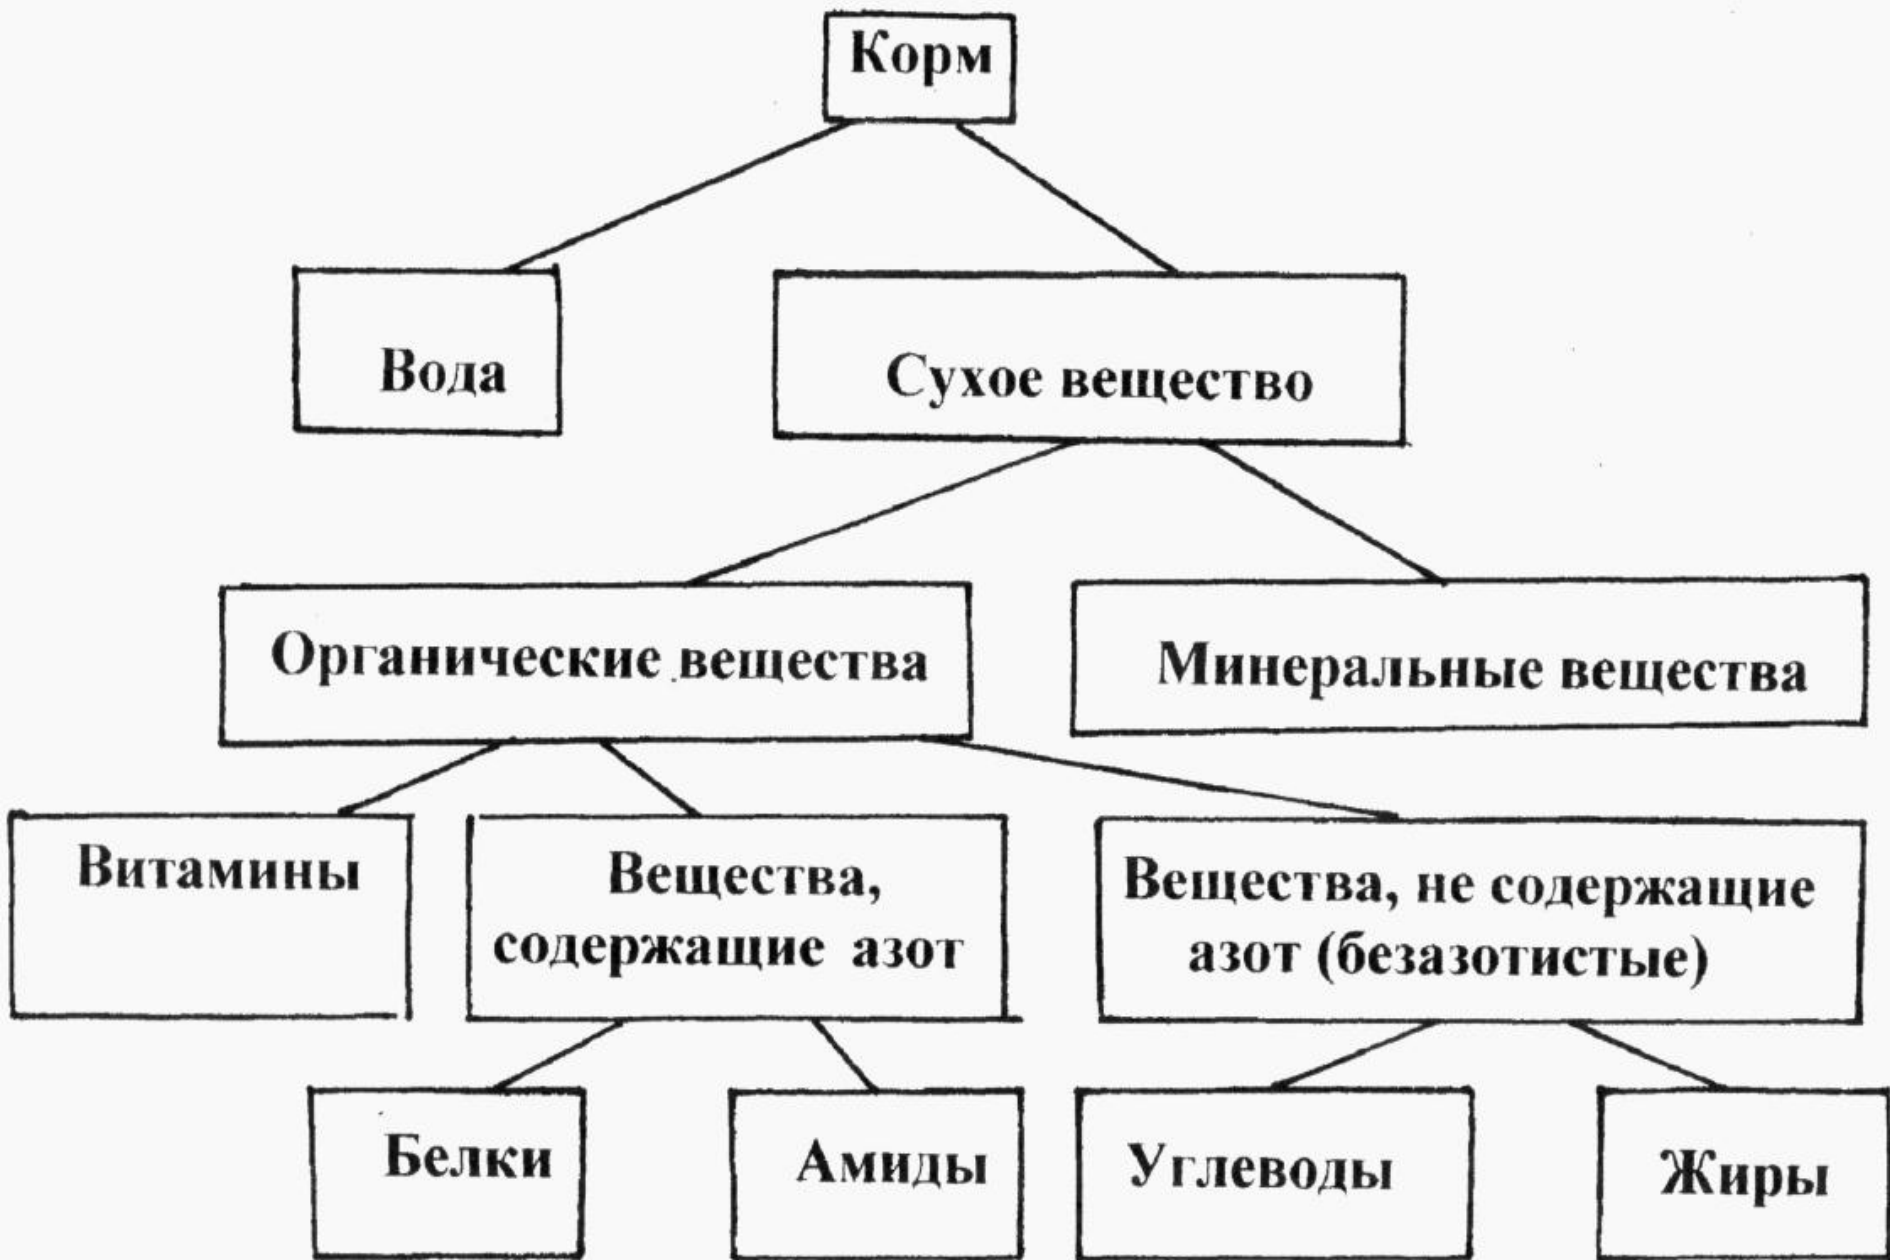 Корм
Вода
Сухое вещество
Органические вещества
Минеральные вещества
Витамины
Вещества,
содержащие азот
Вещества, не содержащие
азот (безазотистые)
Белки
Амиды
Углеводы
Жиры